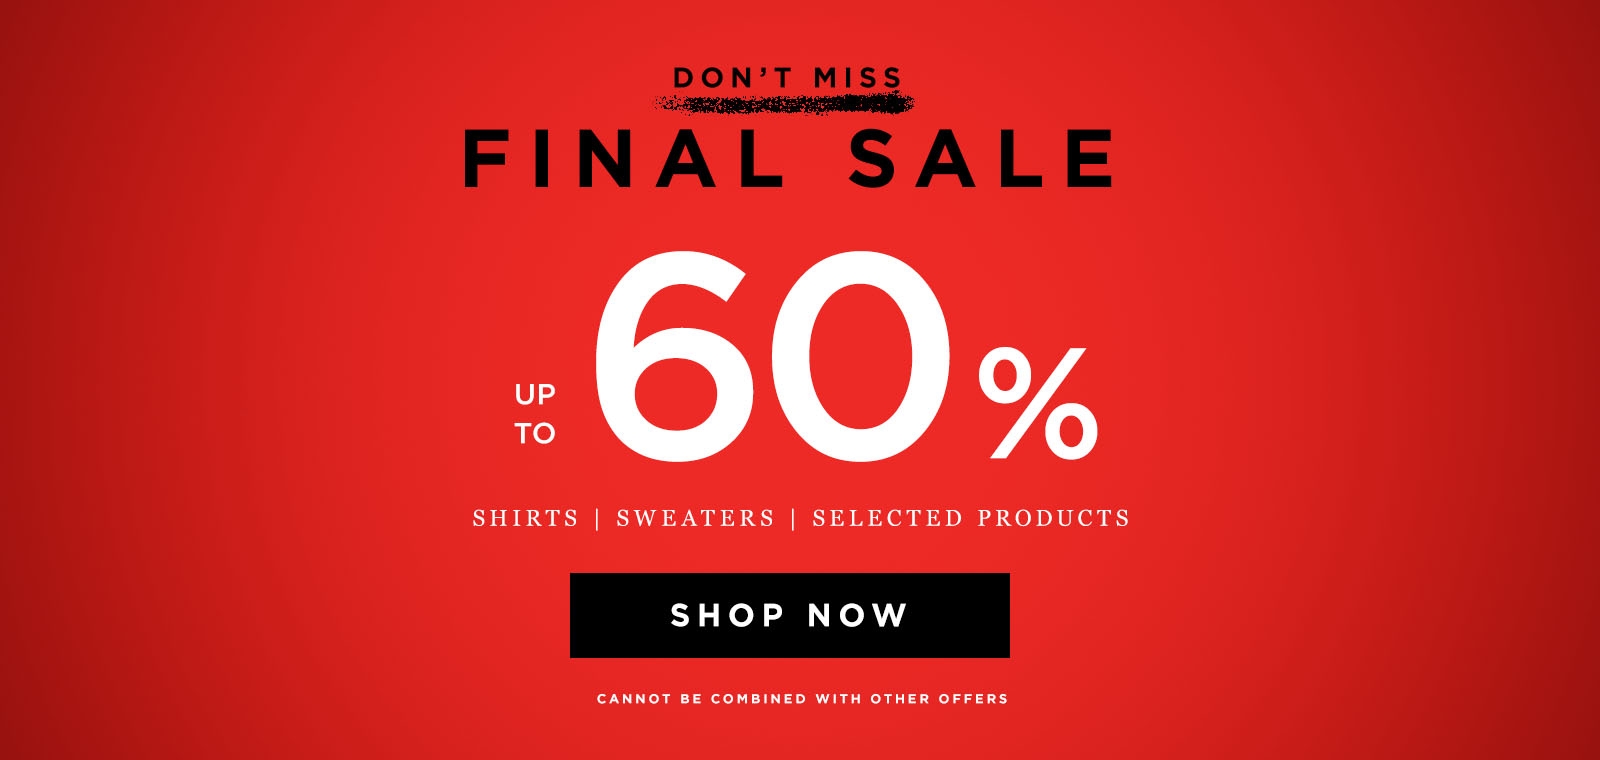 DON'T MISS
FINAL SALE
UP TO 60%
SHIRTS | SWEATERS | SELECTED PRODUCTS
SHOP NOW
CANNOT BE COMBINED WITH OTHER OFFERS